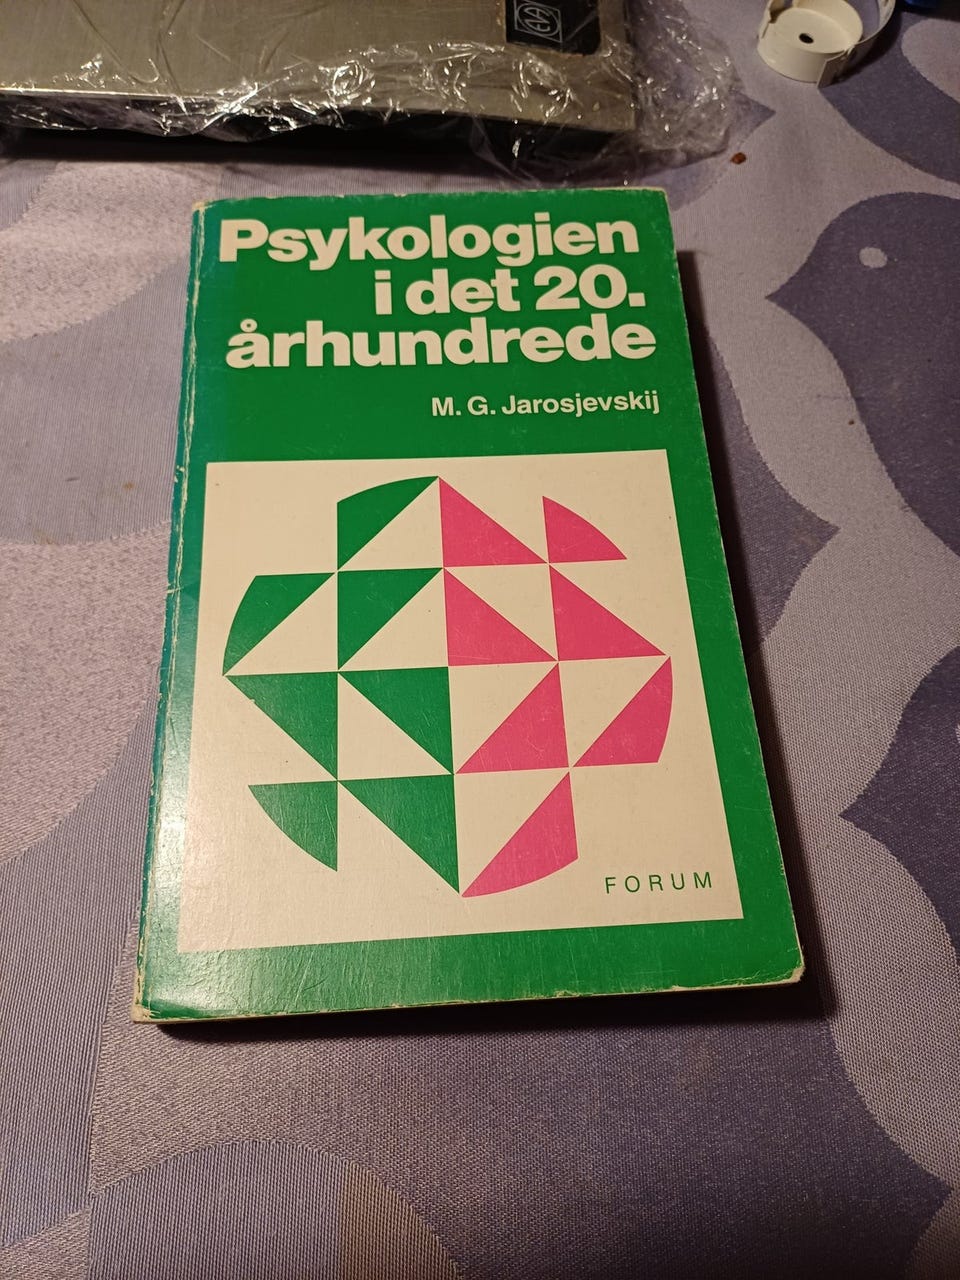 Psykologien
i det 20.
århundrede
M. G. Jarosjevskij
FORUM